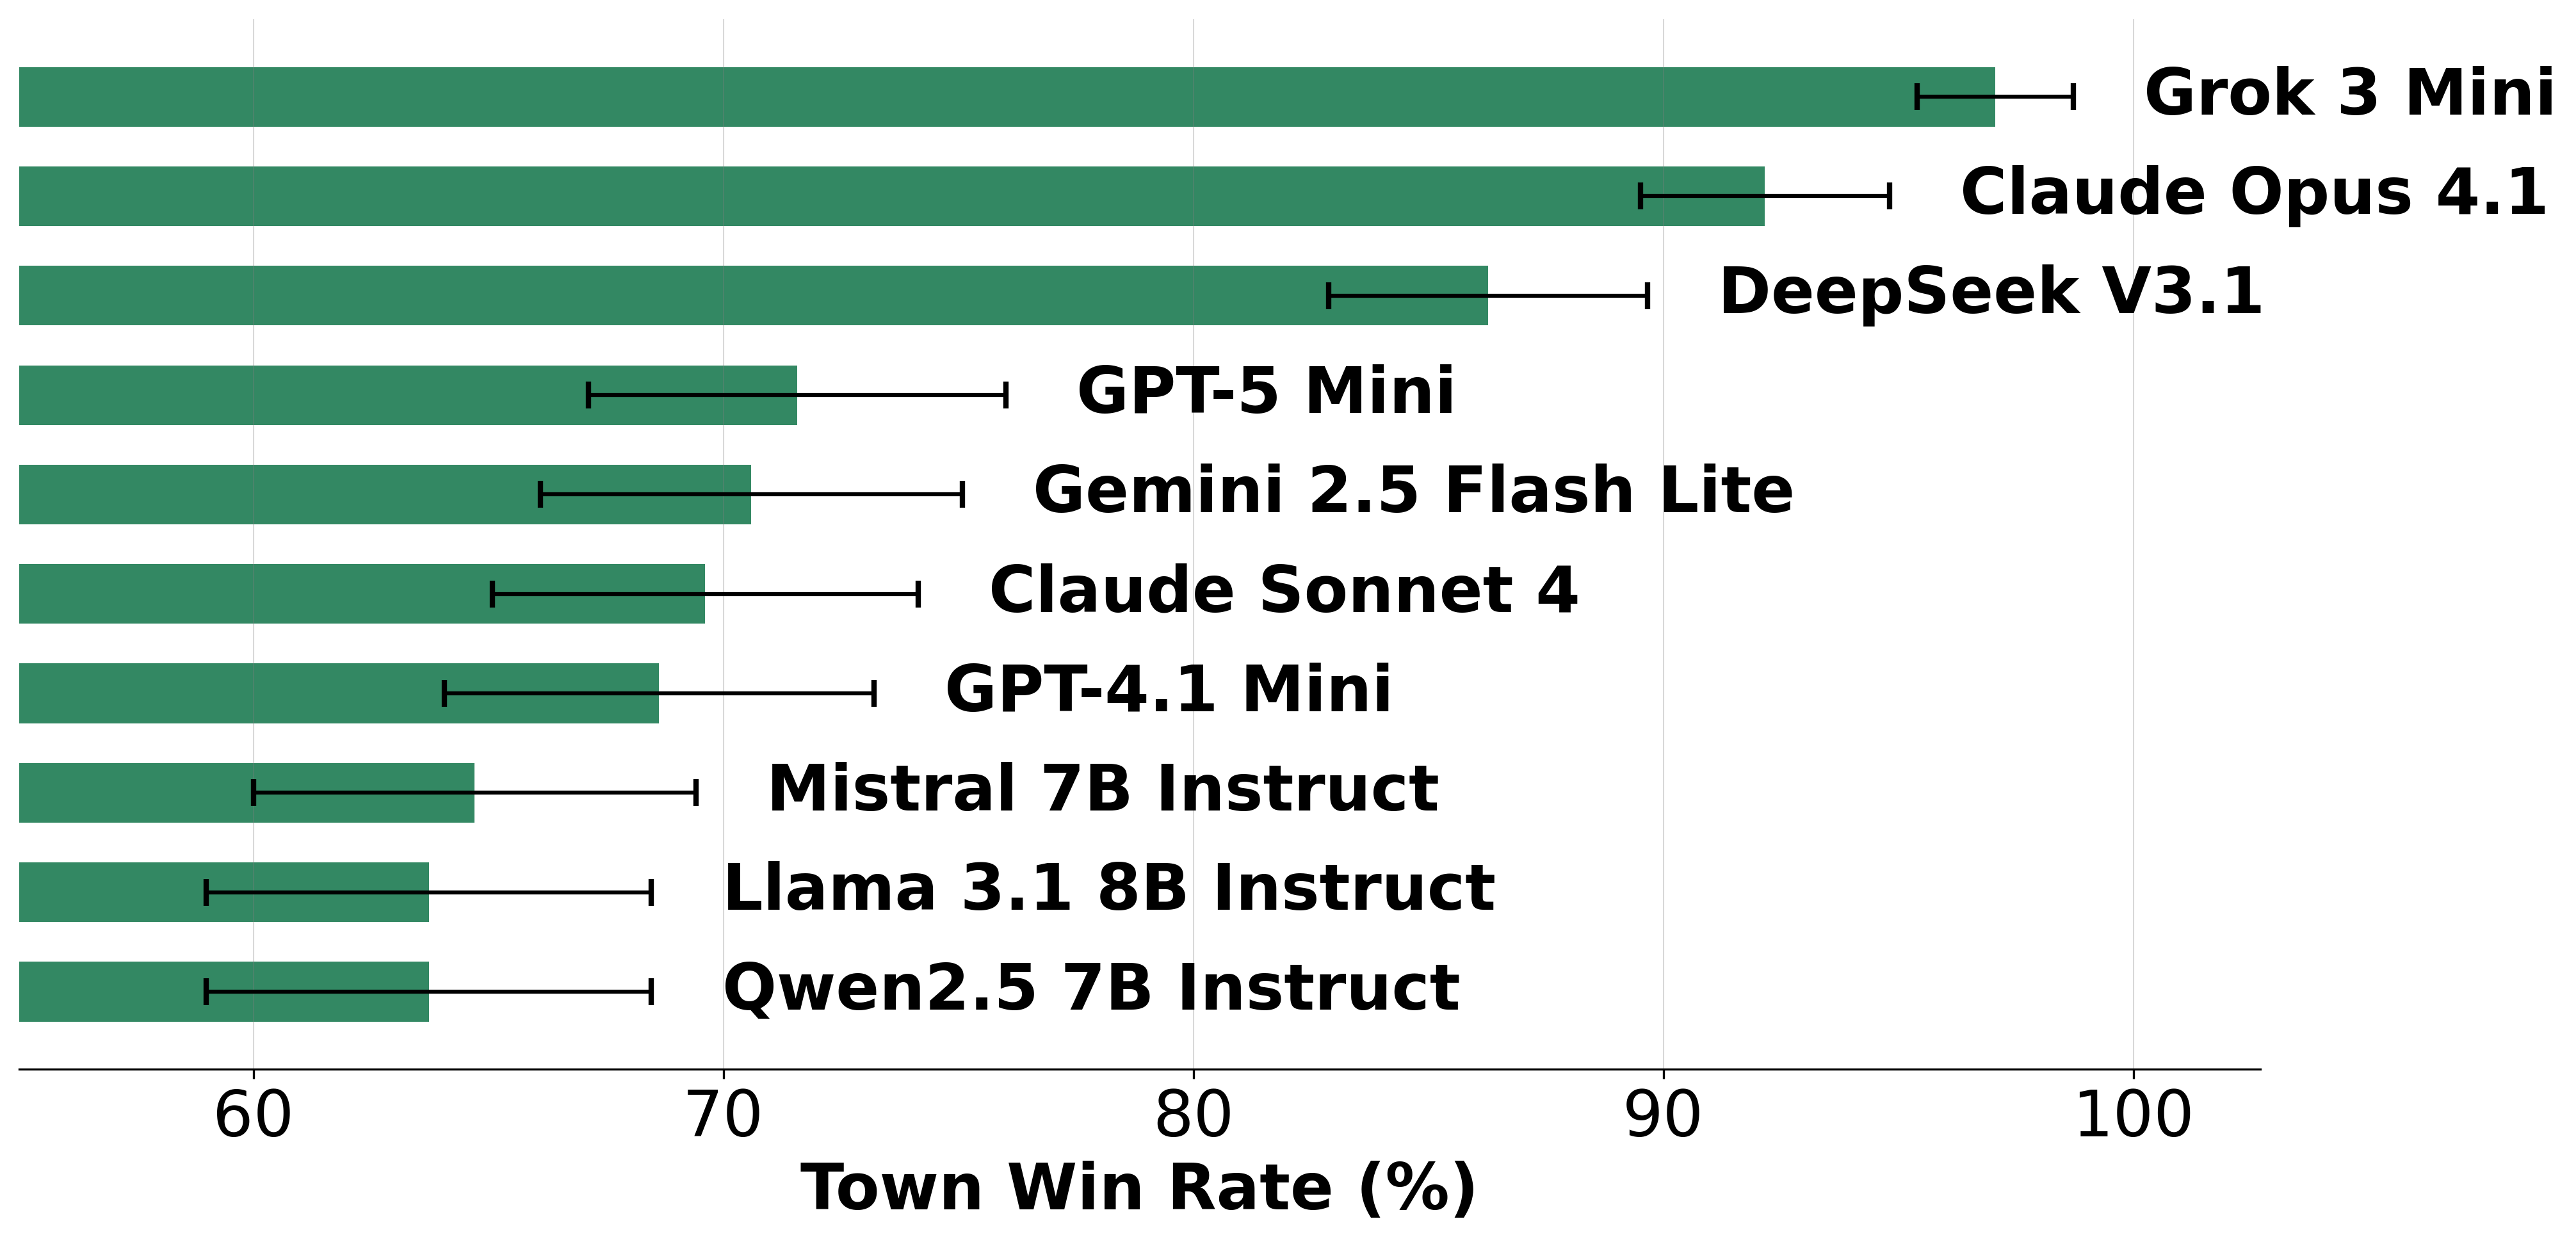 Grok 3 Mini
Claude Opus 4.1
DeepSeek V3.1
GPT-5 Mini
Gemini 2.5 Flash Lite
Claude Sonnet 4
GPT-4.1 Mini
Mistral 7B Instruct
Llama 3.1 8B Instruct
Qwen2.5 7B Instruct
60 70 80 90 100
Town Win Rate (%)